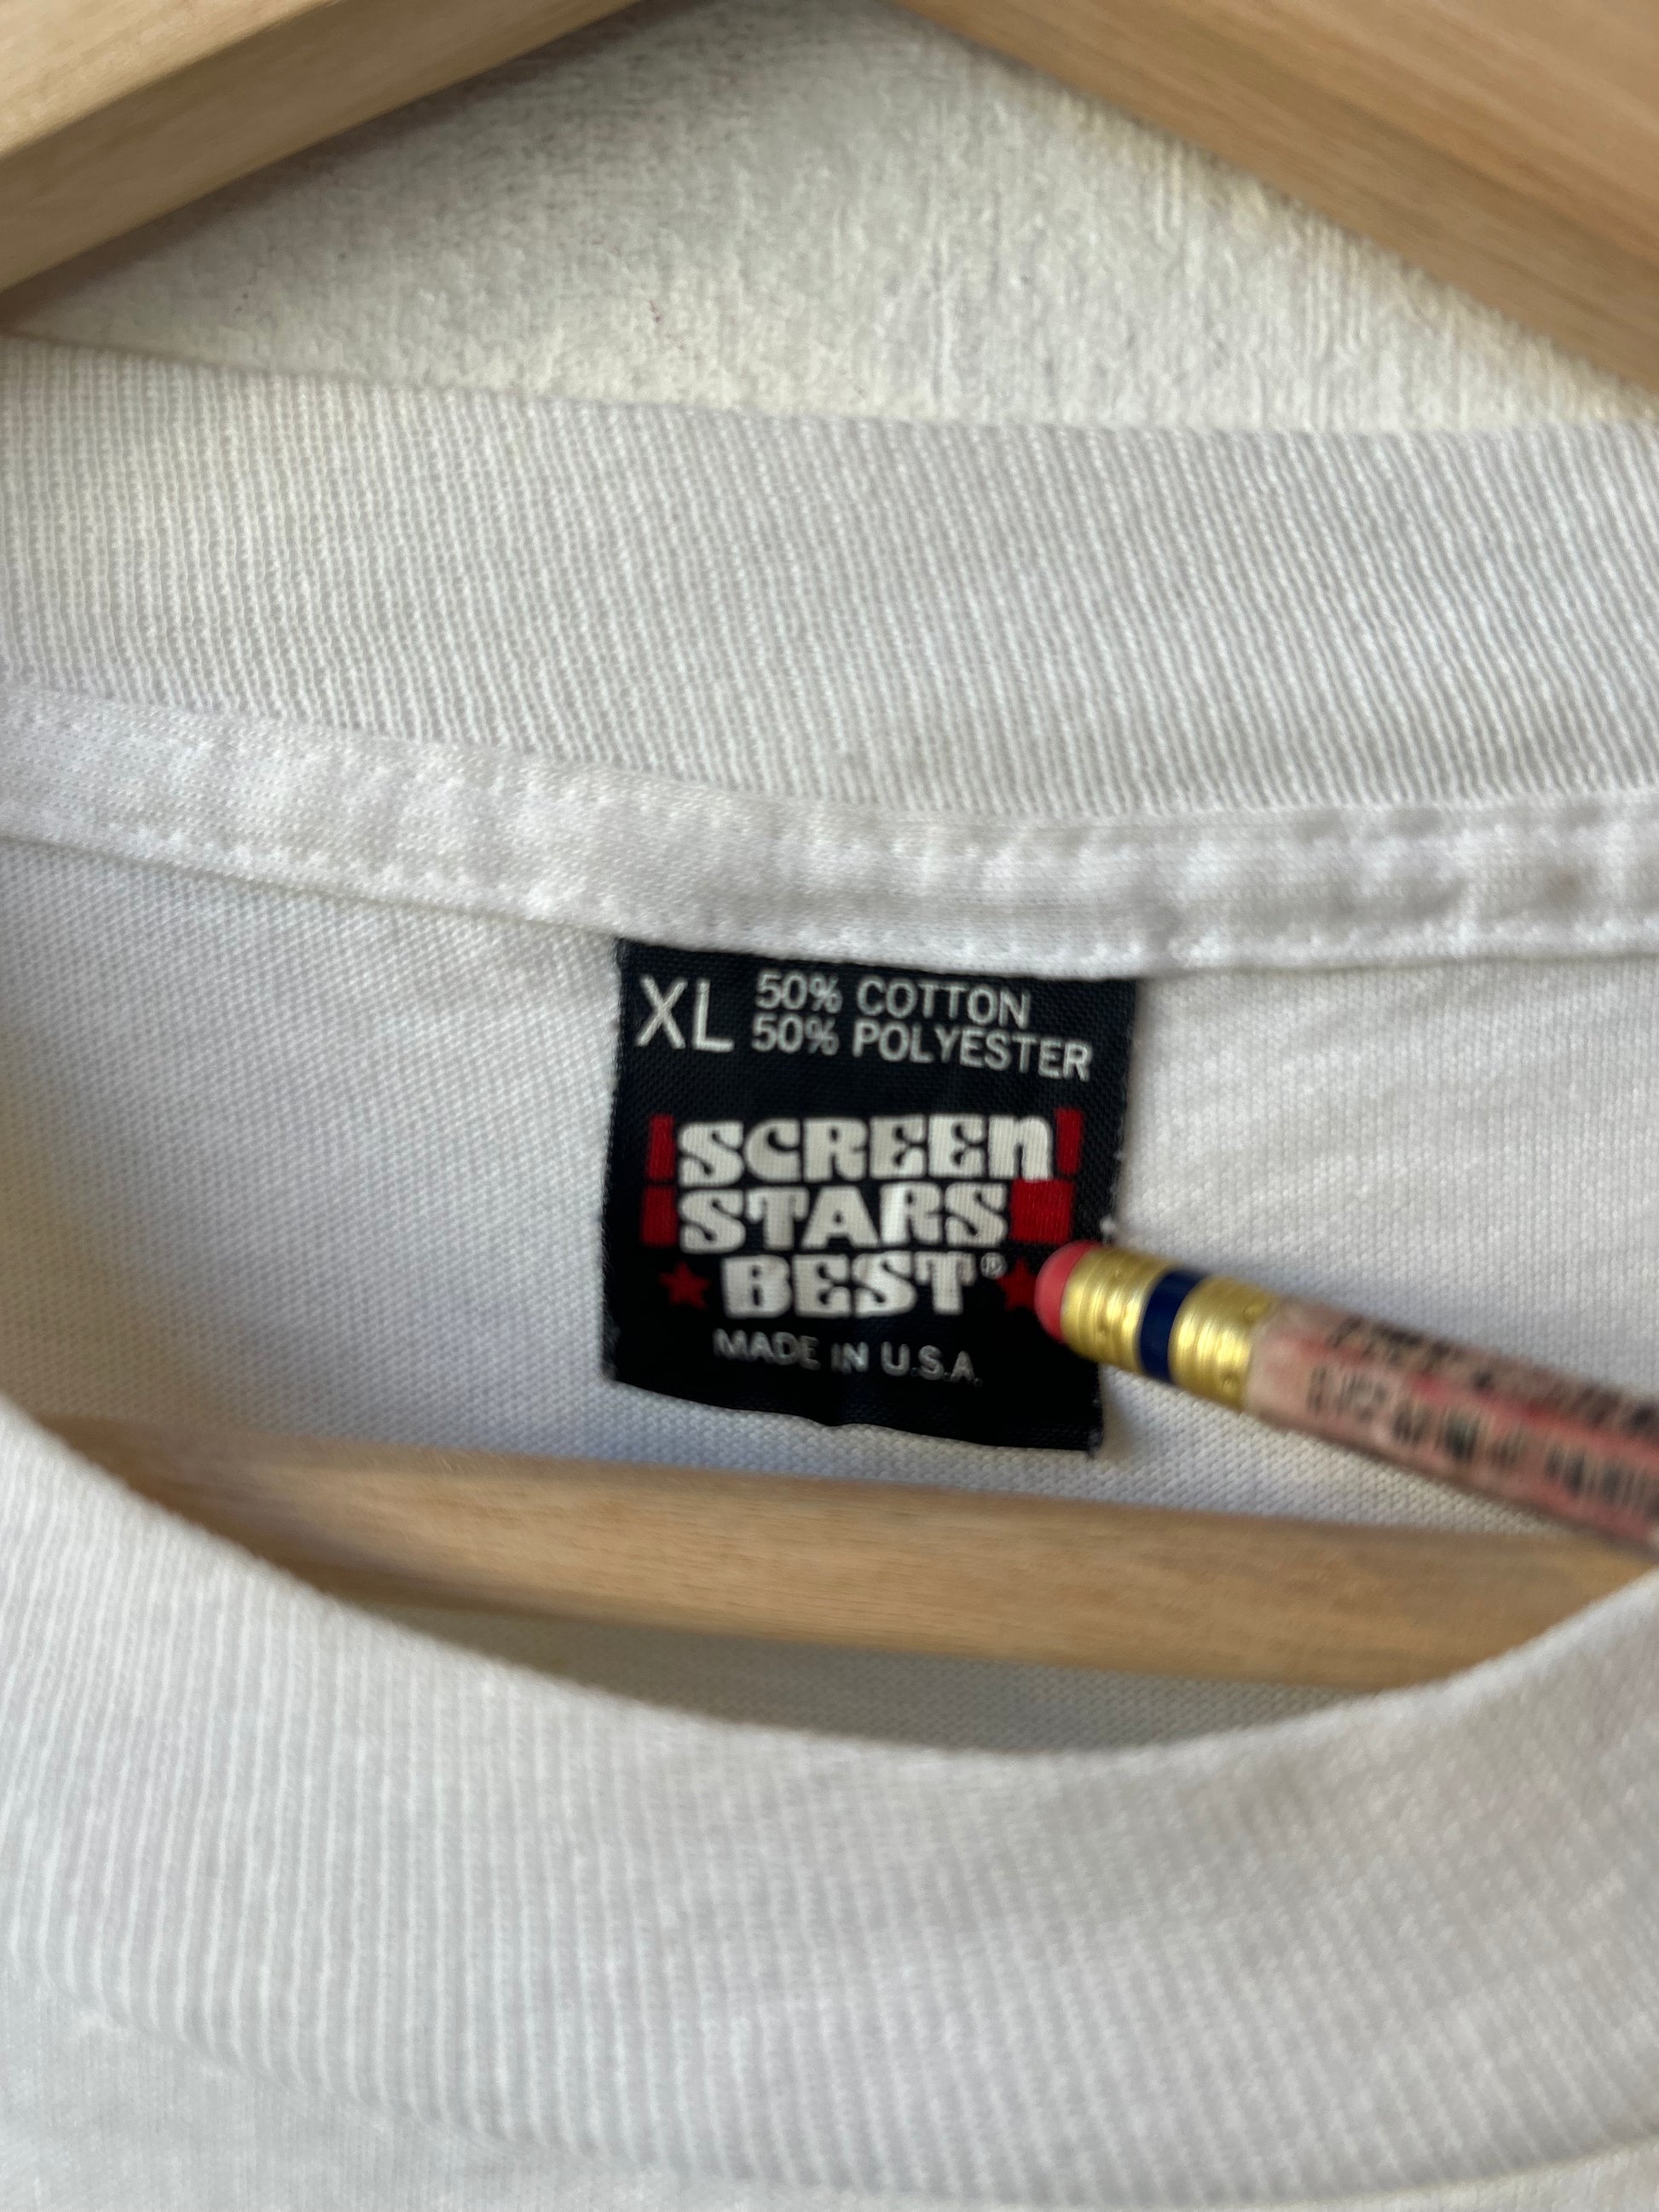 XL 50% COTTON
50% POLYESTER
SCREEn
STARS
BEST®
MADE IN U.S.A.